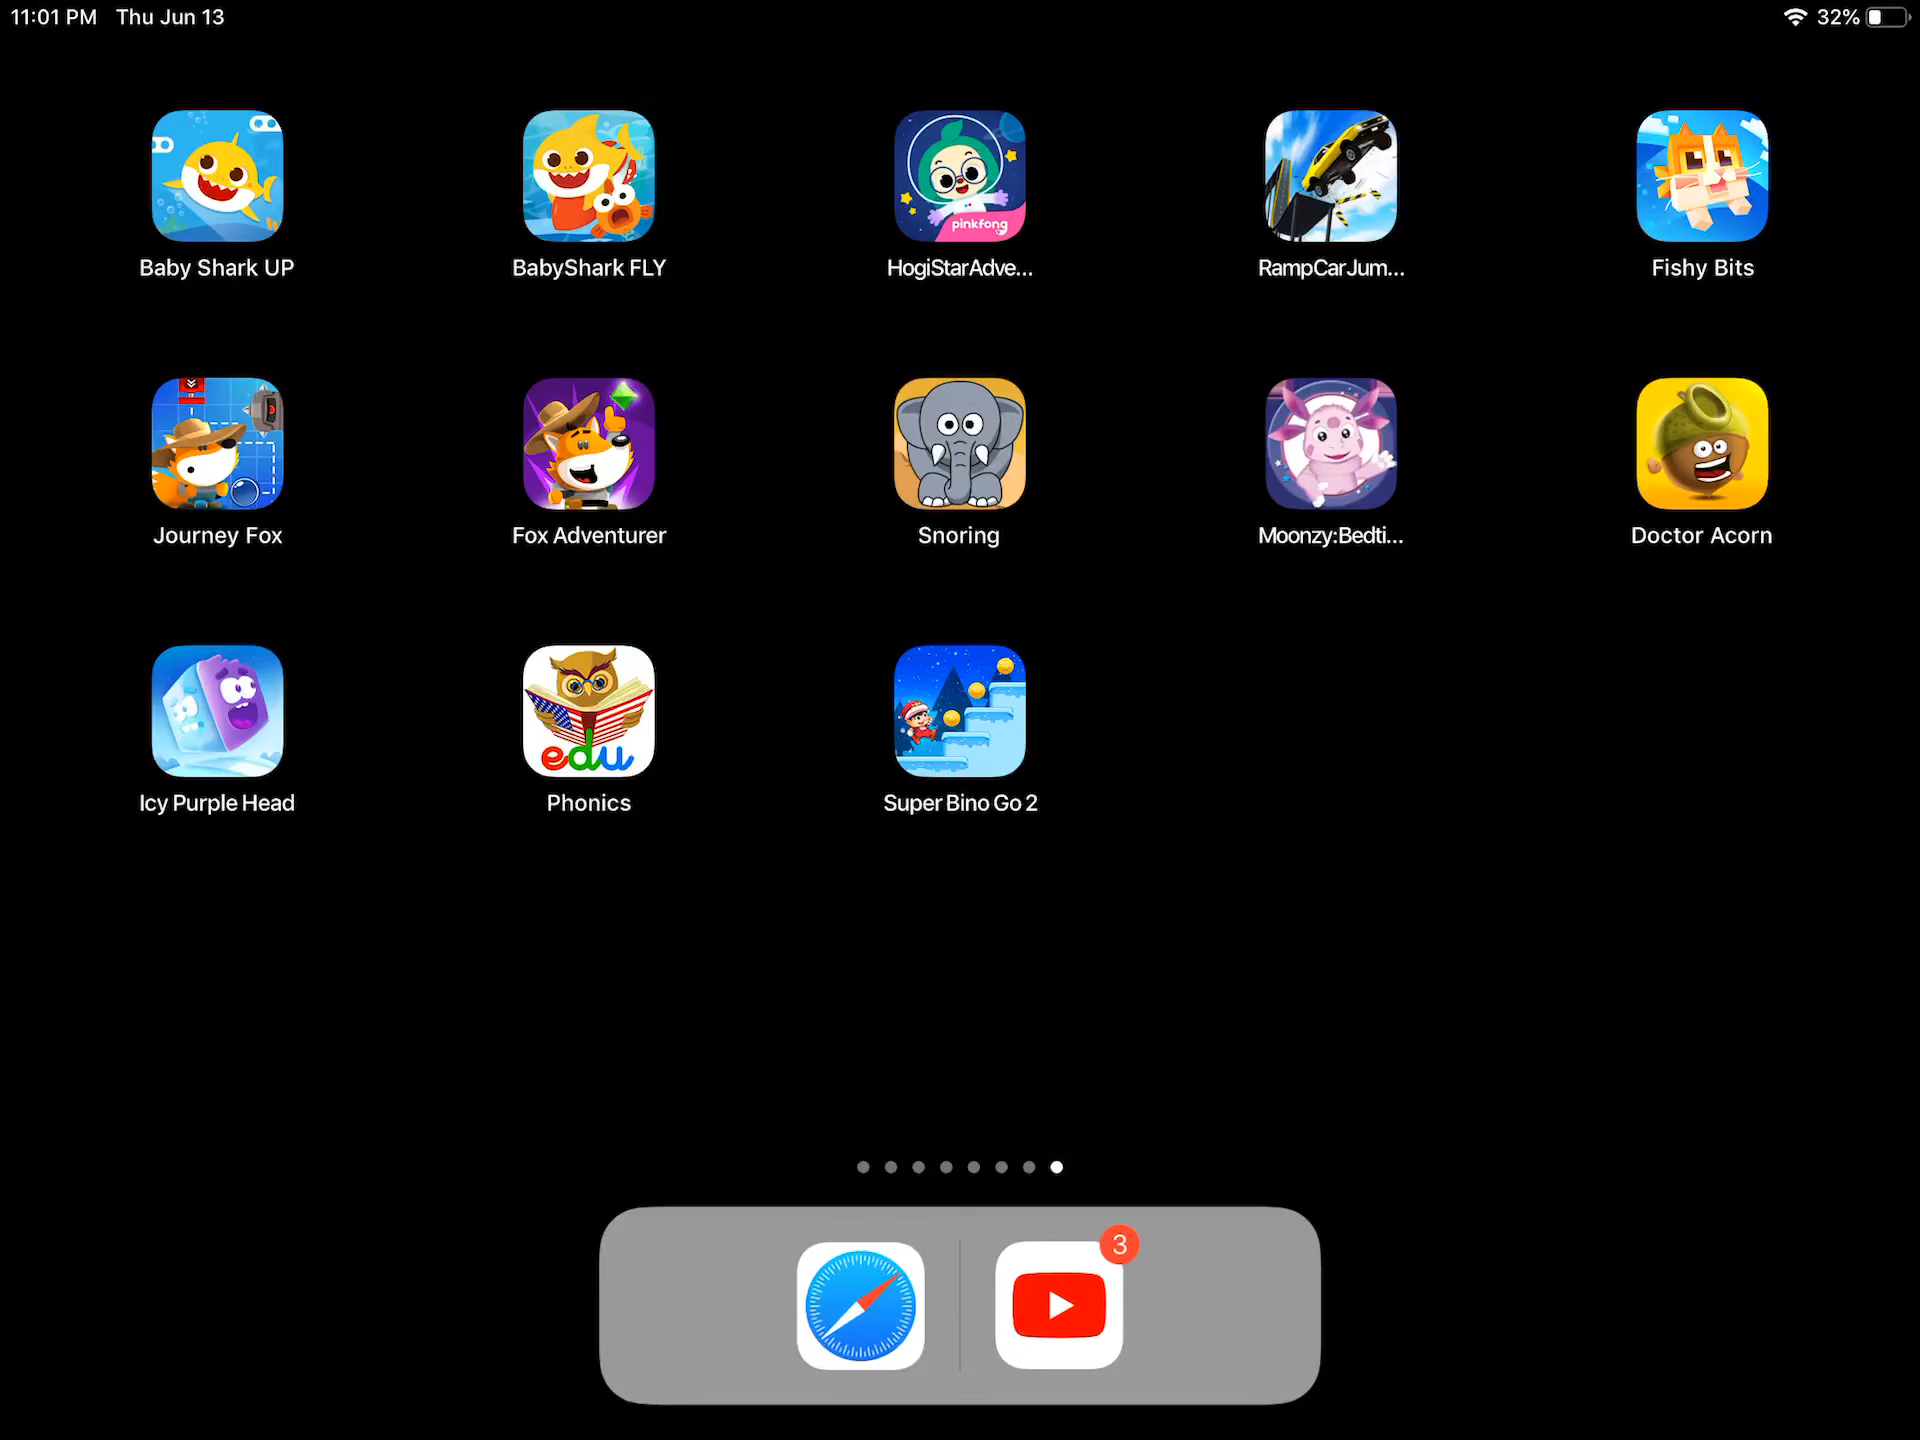 11:01 PM Thu Jun 13
32%
pinkfong
Baby Shark UP
BabyShark FLY
HogiStarAdve...
RampCarJum...
Fishy Bits
Journey Fox
Fox Adventurer
Snoring
Moonzy:Bedti...
Doctor Acorn
edu
Icy Purple Head
Phonics
Super Bino Go 2
3